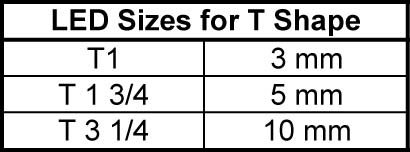 LED Sizes for T Shape
T1 3 mm
T 1 3/4 5 mm
T 3 1/4 10 mm